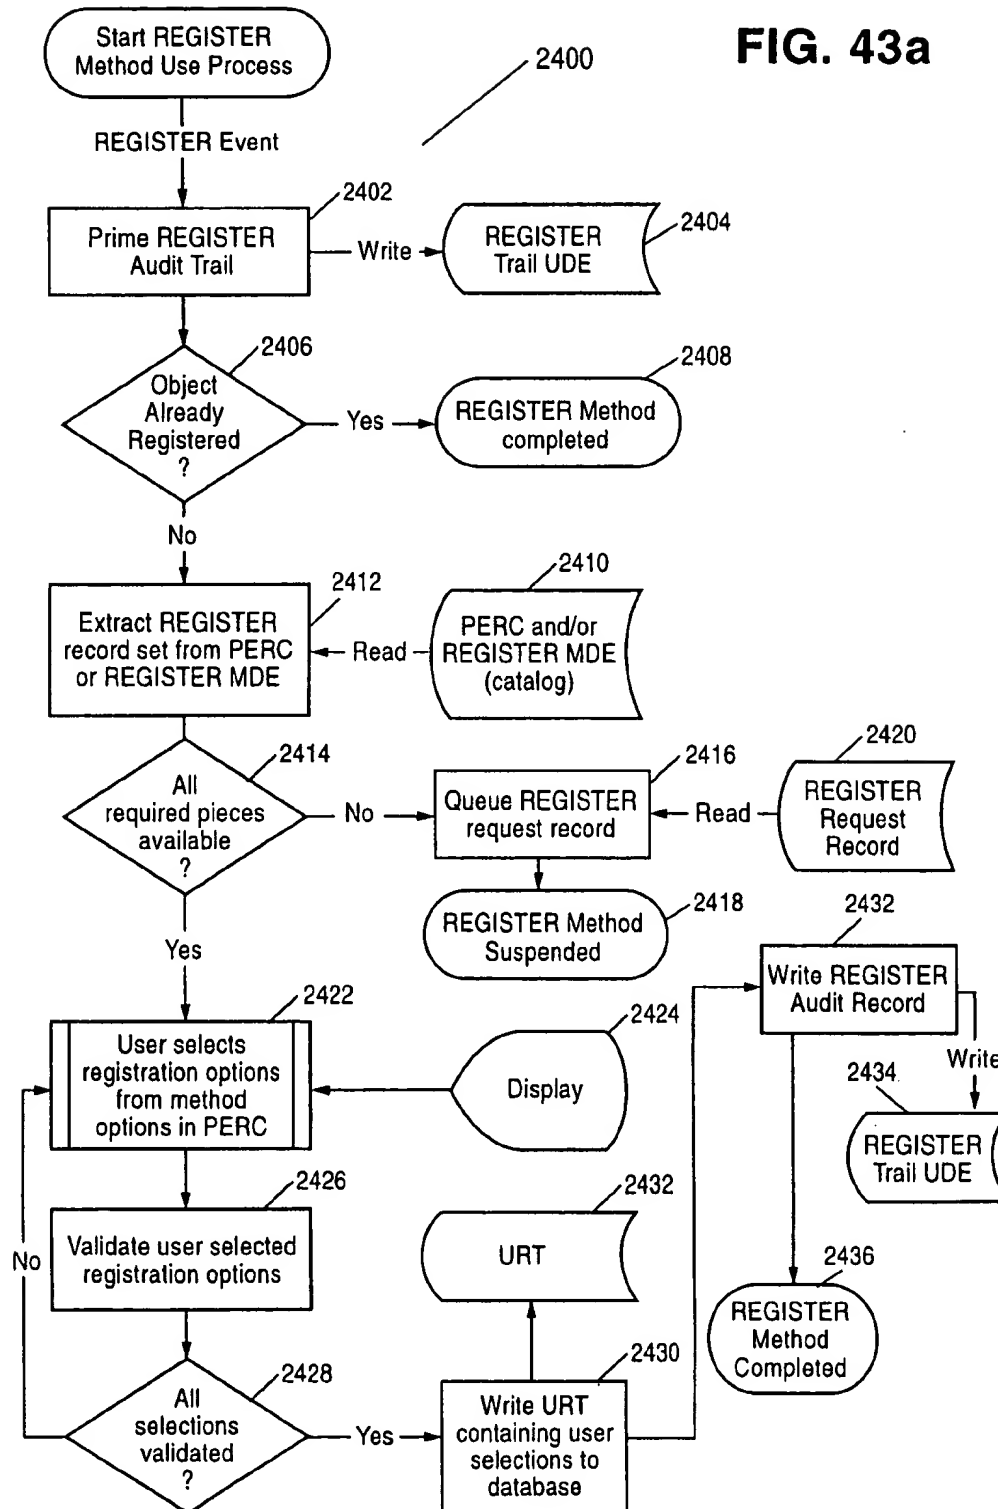 FIG. 43a
Start REGISTER
Method Use Process
2400
REGISTER Event
2402
Prime REGISTER
Audit Trail
Write
REGISTER
Trail UDE
2404
2406
Object
Already
Registered
?
Yes
2408
REGISTER Method
completed
No
2412
Extract REGISTER
record set from PERC
or REGISTER MDE
Read
2410
PERC and/or
REGISTER MDE
(catalog)
2414
All
required pieces
available
?
No
2416
Queue REGISTER
request record
Read
2420
REGISTER
Request
Record
REGISTER Method
Suspended
2418
Yes
2422
User selects
registration options
from method
options in PERC
2424
Display
2432
Write REGISTER
Audit Record
Write
2434
REGISTER
Trail UDE
2426
Validate user selected
registration options
No
2432
URT
2436
REGISTER
Method
Completed
2428
All
selections
validated
?
Yes
2430
Write URT
containing user
selections to
database